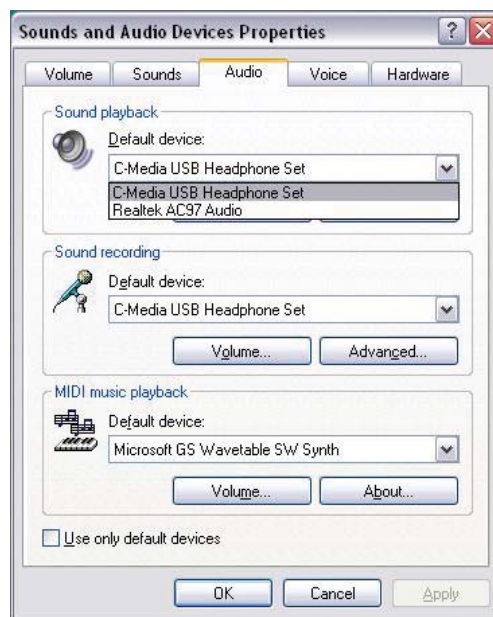 Sounds and Audio Devices Properties
Volume Sounds Audio Voice Hardware
Sound playback
Default device:
C-Media USB Headphone Set
C-Media USB Headphone Set
Realtek AC97 Audio
Sound recording
Default device:
C-Media USB Headphone Set
Volume... Advanced...
MIDI music playback
Default device:
Microsoft GS Wavetable SW Synth
Volume... About...
Use only default devices
OK Cancel Apply